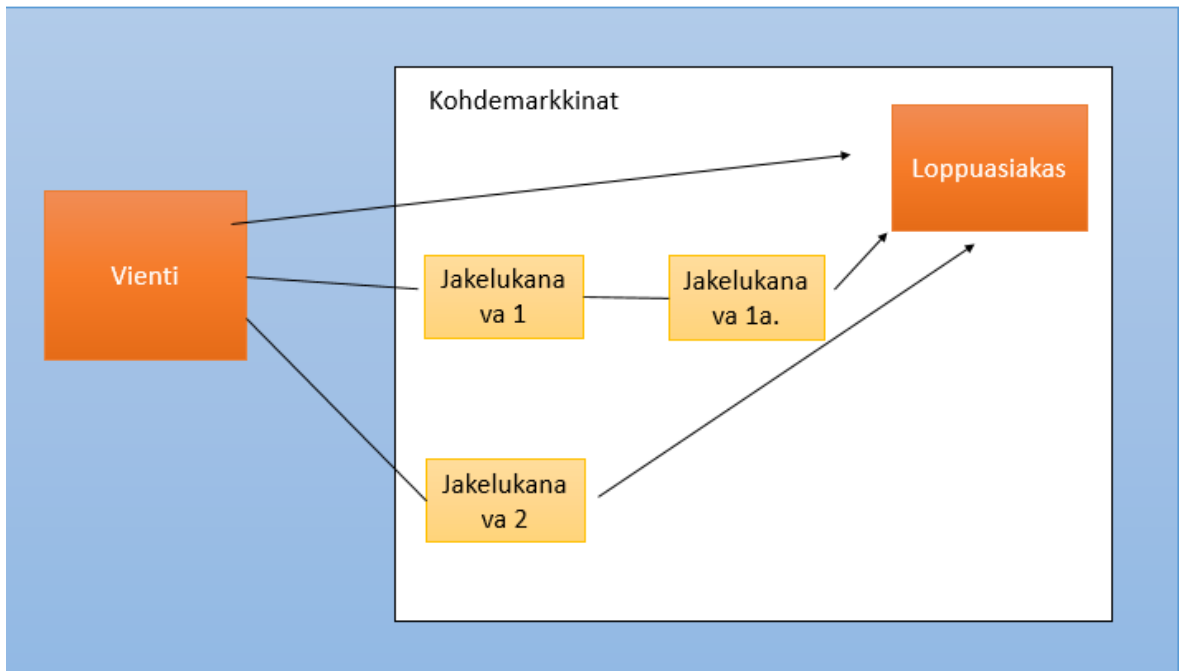 Kohdemarkkinat
Loppuasiakas
Vienti
Jakelukana
va 1
Jakelukana
va 1a.
Jakelukana
va 2